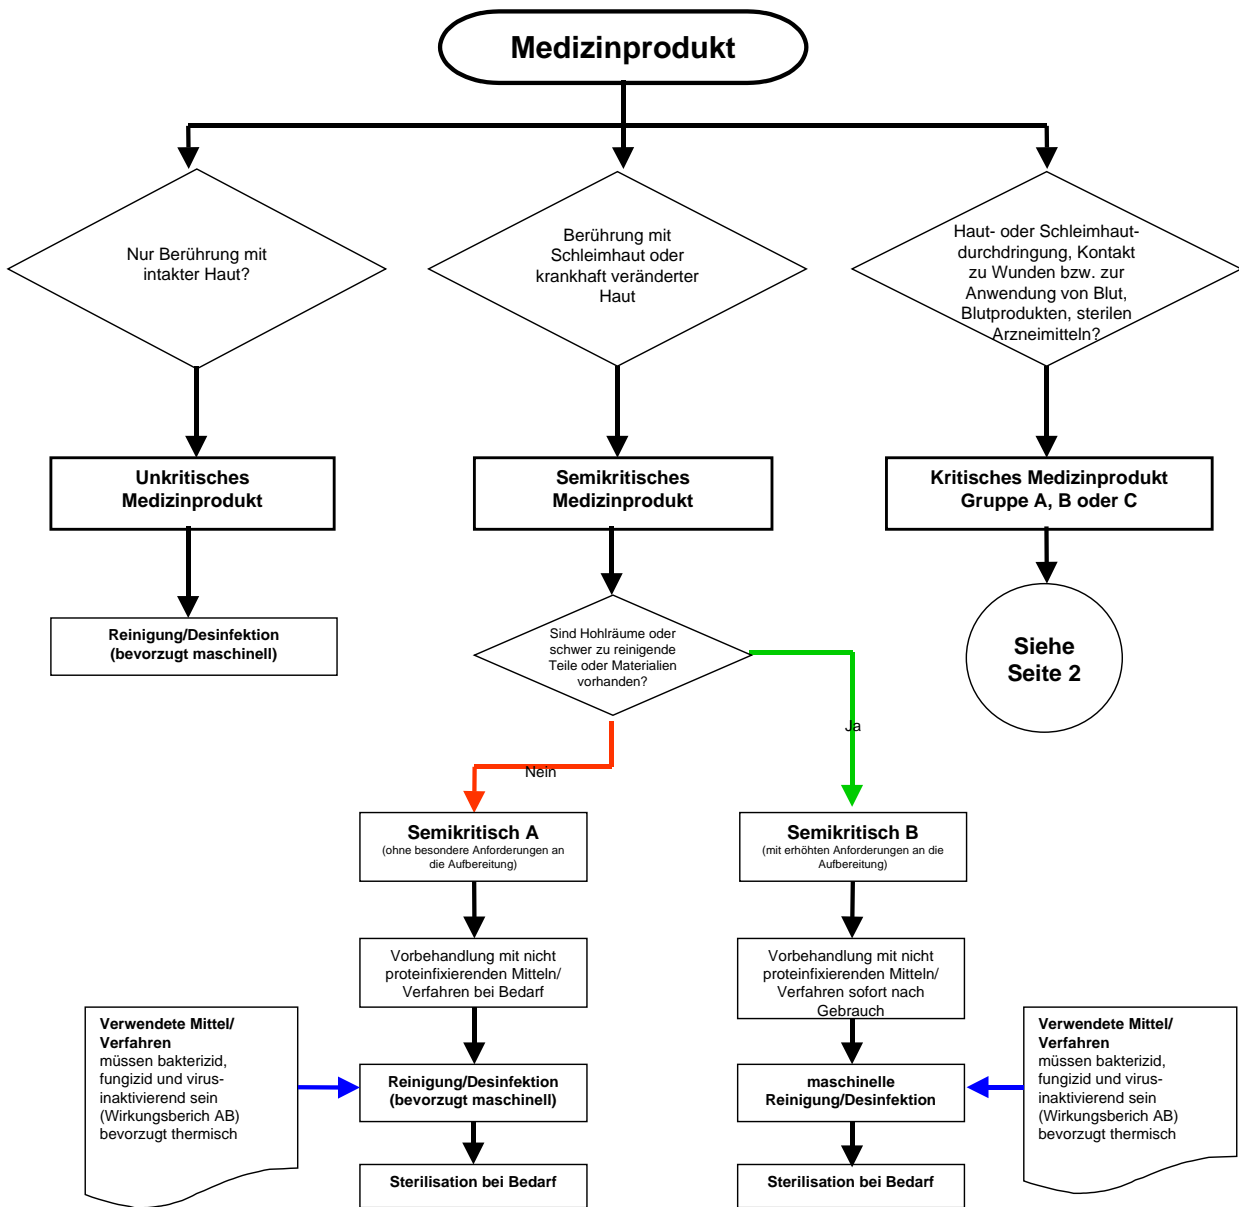 Medizinprodukt
Nur Berührung mit
intakter Haut?
Berührung mit
Schleimhaut oder
krankhaft veränderter
Haut
Haut- oder Schleimhaut-
durchdringung, Kontakt
zu Wunden bzw. zur
Anwendung von Blut,
Blutprodukten, sterilen
Arzneimitteln?
Unkritisches
Medizinprodukt
Semikritisches
Medizinprodukt
Kritisches Medizinprodukt
Gruppe A, B oder C
Reinigung/Desinfektion
(bevorzugt maschinell)
Sind Hohlräume oder
schwer zu reinigende
Teile oder Materialien
vorhanden?
Siehe
Seite 2
Ja
Nein
Semikritisch A
(ohne besondere Anforderungen an
die Aufbereitung)
Semikritisch B
(mit erhöhten Anforderungen an die
Aufbereitung)
Vorbehandlung mit nicht
proteinfixierenden Mitteln/
Verfahren bei Bedarf
Vorbehandlung mit nicht
proteinfixierenden Mitteln/
Verfahren sofort nach
Gebrauch
Verwendete Mittel/
Verfahren
müssen bakterizid,
fungizid und virus-
inaktivierend sein
(Wirkungsberich AB)
bevorzugt thermisch
Reinigung/Desinfektion
(bevorzugt maschinell)
maschinelle
Reinigung/Desinfektion
Verwendete Mittel/
Verfahren
müssen bakterizid,
fungizid und virus-
inaktivierend sein
(Wirkungsberich AB)
bevorzugt thermisch
Sterilisation bei Bedarf
Sterilisation bei Bedarf